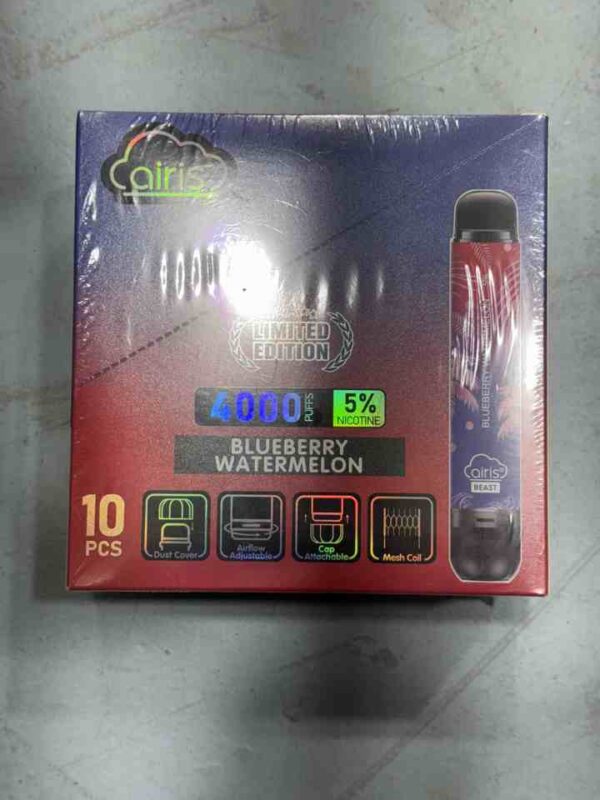 airis
LIMITED
EDITION
4000 PUFFS
5%
NICOTINE
BLUEBERRY
WATERMELON
10
PCS
Dust Cover
Airflow
Adjustable
Cap
Attachable
Mesh Coil
BLUEBERRY
airis
BEAST